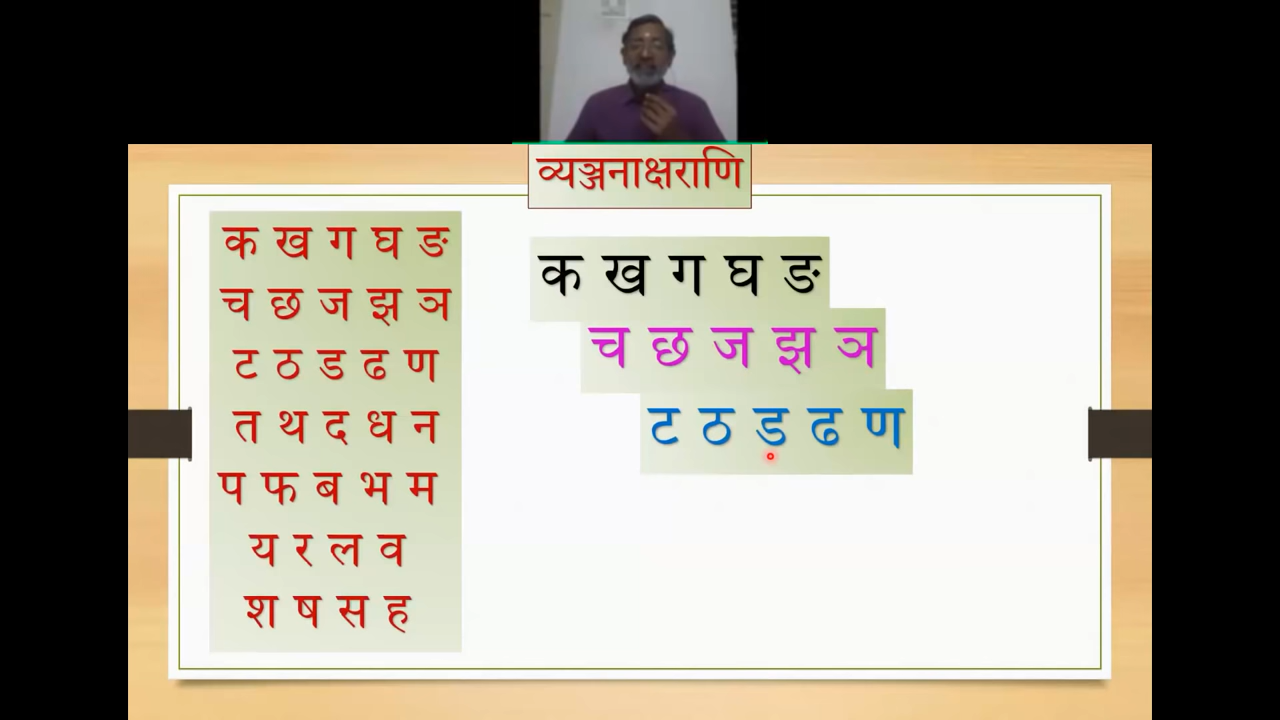 व्यञ्जनाक्षराणि
क ख ग घ ङ
च छ ज झ ञ
ट ठ ड ढ ण
त थ द ध न
प फ ब भ म
य र ल व
श ष स ह
क ख ग घ ङ
च छ ज झ ञ
ट ठ ड ढ ण